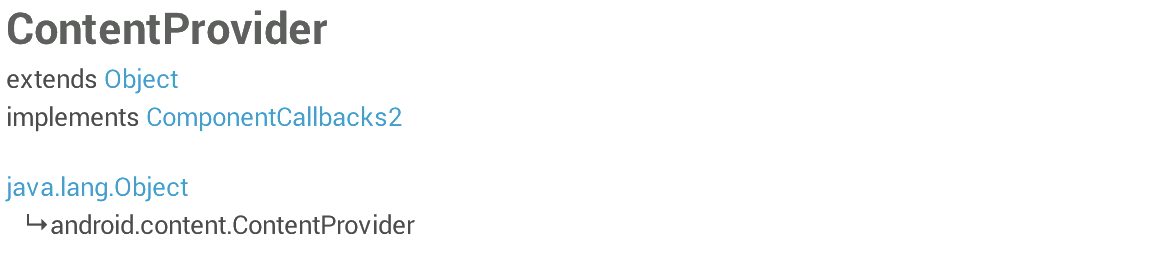 ContentProvider
extends Object
implements ComponentCallbacks2
java.lang.Object
↳android.content.ContentProvider